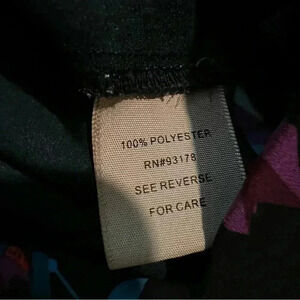 100% POLYESTER
RN#93178
SEE REVERSE
FOR CARE